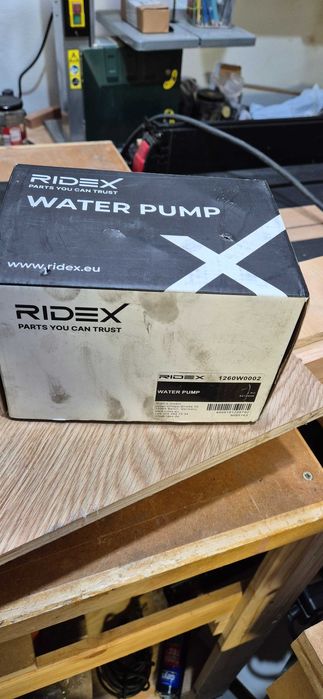 RIDEX
PARTS YOU CAN TRUST
WATER PUMP
www.ridex.eu
RIDEX
PARTS YOU CAN TRUST
RIDEX 1260W0002
WATER PUMP